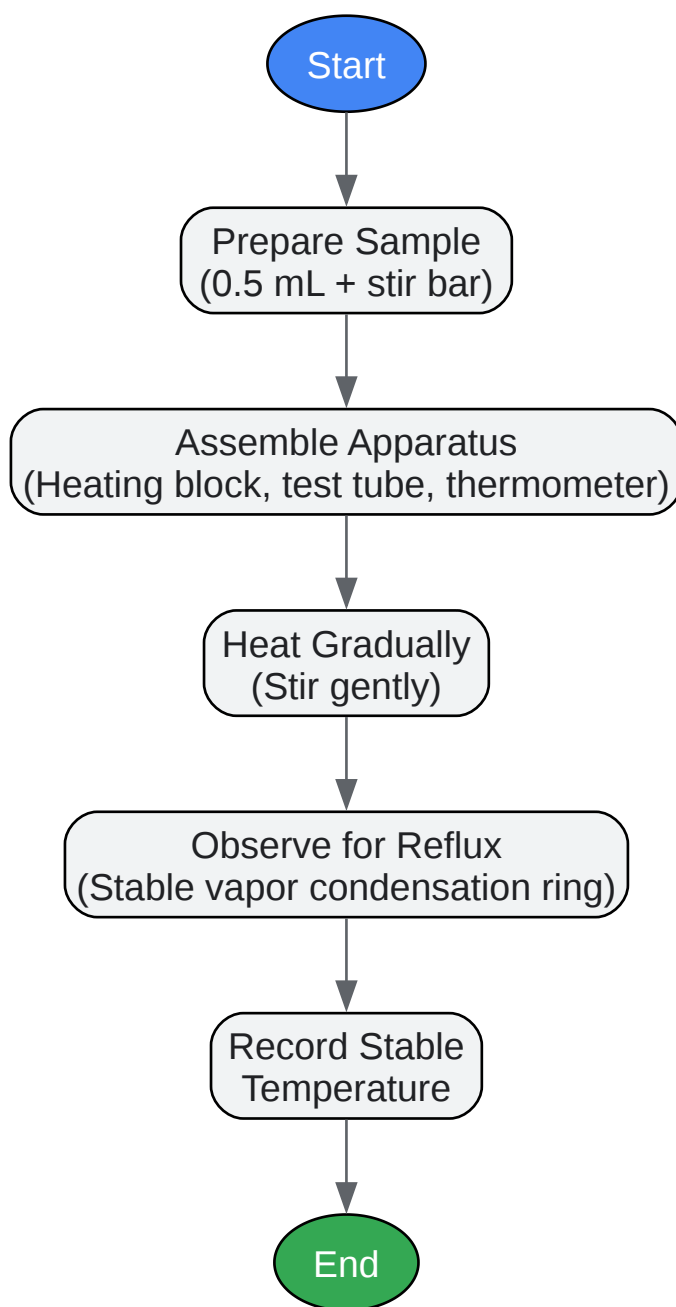 Start
Prepare Sample
(0.5 mL + stir bar)
Assemble Apparatus
(Heating block, test tube, thermometer)
Heat Gradually
(Stir gently)
Observe for Reflux
(Stable vapor condensation ring)
Record Stable
Temperature
End